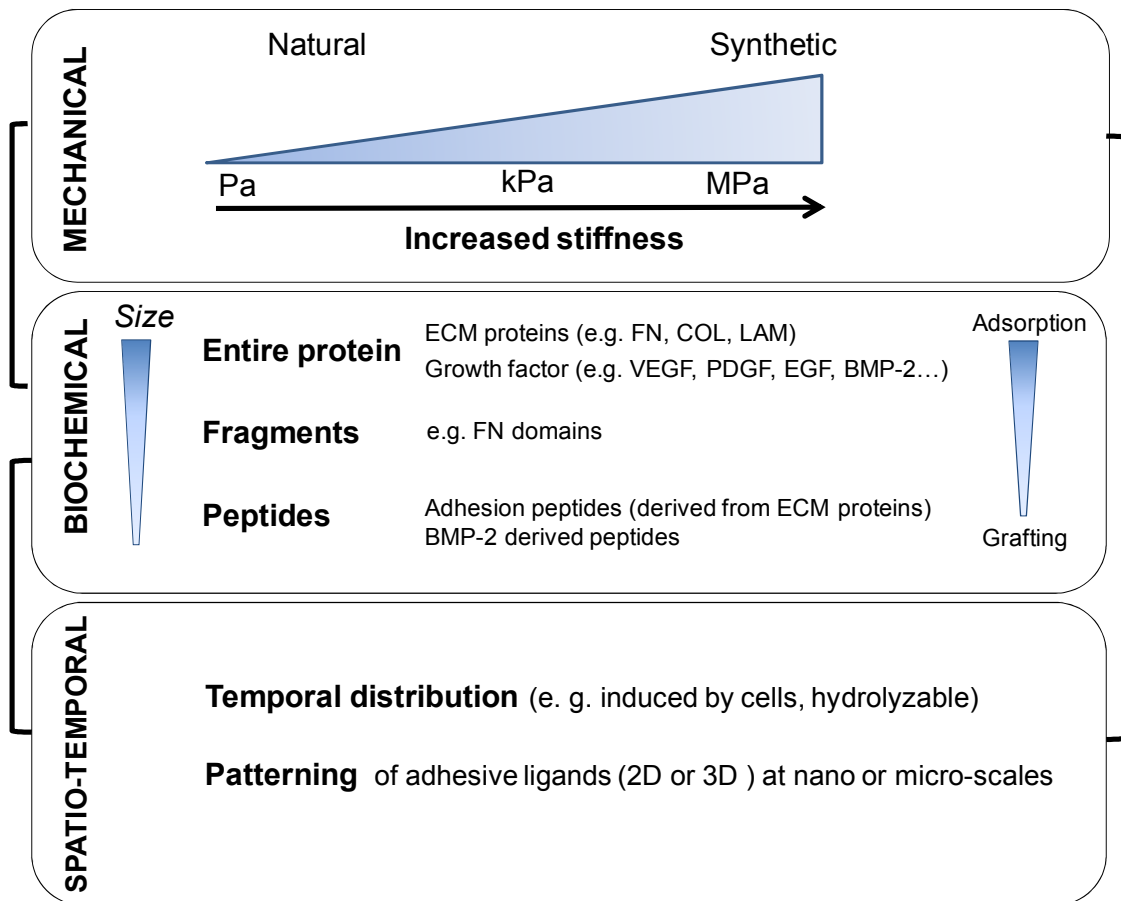 MECHANICAL
Natural
Synthetic
Pa
kPa
MPa
Increased stiffness
BIOCHEMICAL
Size
Entire protein
ECM proteins (e.g. FN, COL, LAM)
Growth factor (e.g. VEGF, PDGF, EGF, BMP-2…)
Fragments
e.g. FN domains
Peptides
Adhesion peptides (derived from ECM proteins)
BMP-2 derived peptides
Adsorption
Grafting
SPATIO-TEMPORAL
Temporal distribution (e. g. induced by cells, hydrolyzable)
Patterning of adhesive ligands (2D or 3D ) at nano or micro-scales